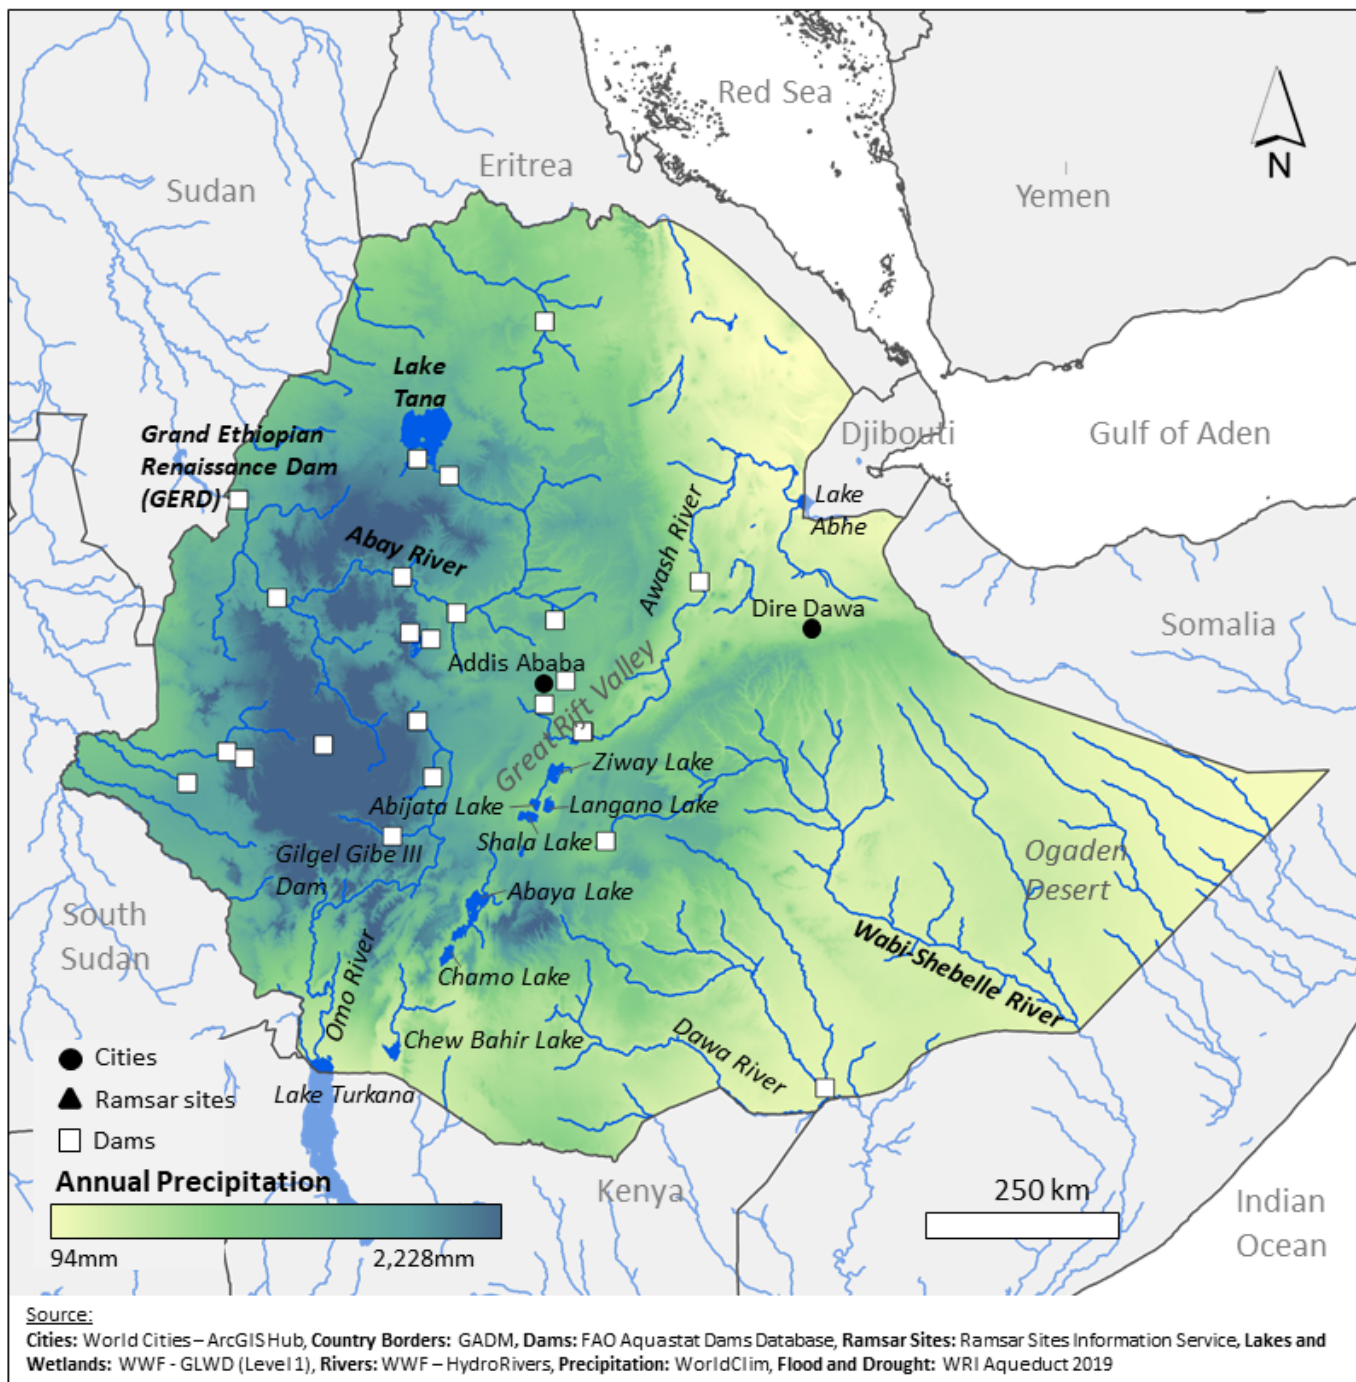 Red Sea
Eritrea
Sudan
Yemen
N
Lake
Tana
Grand Ethiopian
Renaissance Dam
(GERD)
Djibouti
Gulf of Aden
Lake
Abhe
Abay River
Awash River
Dire Dawa
Somalia
Addis Ababa
Great Rift Valley
Ziway Lake
Abijata Lake
Langano Lake
Shala Lake
Gilgel Gibe III
Dam
Ogaden
Desert
Abaya Lake
South
Sudan
Wabi-Shebelle River
Chamo Lake
Omo River
Chew Bahir Lake
Dawa River
Lake Turkana
Cities
Ramsar sites
Dams
Annual Precipitation
94mm
2,228mm
Kenya
250 km
Indian
Ocean
Source:
Cities: World Cities – ArcGIS Hub, Country Borders: GADM, Dams: FAO Aquastat Dams Database, Ramsar Sites: Ramsar Sites Information Service, Lakes and
Wetlands: WWF - GLWD (Level 1), Rivers: WWF – HydroRivers, Precipitation: WorldClim, Flood and Drought: WRI Aqueduct 2019